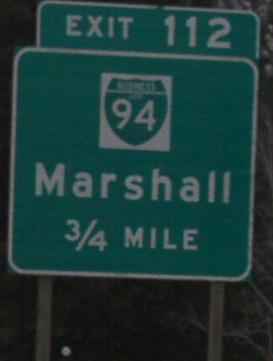 EXIT 112
BUSINESS
94
Marshall
3/4 MILE